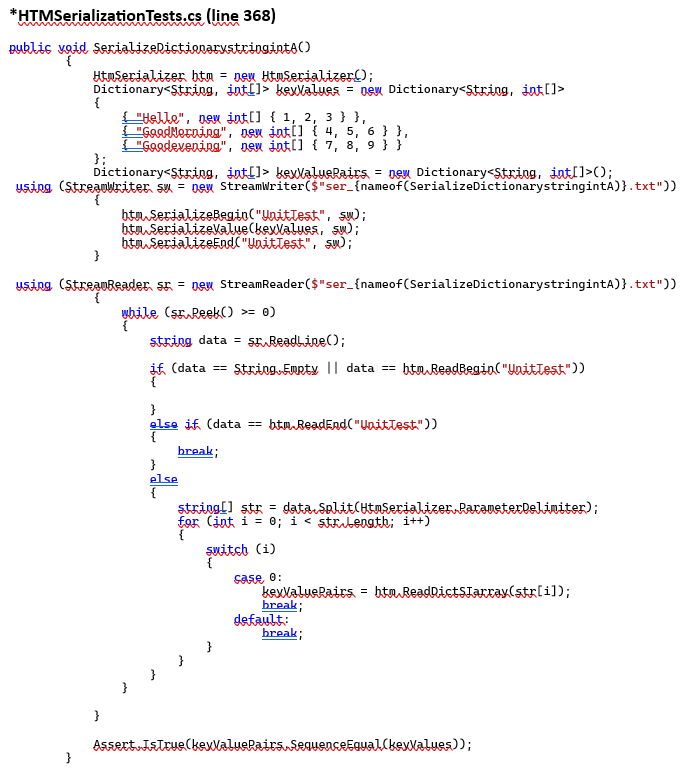 *HTMSerializationTests.cs (line 368)
public void SerializeDictionarystringintA()
{
HtmSerializer htm = new HtmSerializer();
Dictionary<String, int[]> keyValues = new Dictionary<String, int[]>
{
{ "Hello", new int[] { 1, 2, 3 } },
{ "GoodMorning", new int[] { 4, 5, 6 } },
{ "Goodevening", new int[] { 7, 8, 9 } }
};
Dictionary<String, int[]> keyValuePairs = new Dictionary<String, int[]>();
using (StreamWriter sw = new StreamWriter($"ser_{nameof(SerializeDictionarystringintA)}.txt"))
{
htm.SerializeBegin("UnitTest", sw);
htm.SerializeValue(keyValues, sw);
htm.SerializeEnd("UnitTest", sw);
}
using (StreamReader sr = new StreamReader($"ser_{nameof(SerializeDictionarystringintA)}.txt"))
{
while (sr.Peek() >= 0)
{
string data = sr.ReadLine();
if (data == String.Empty || data == htm.ReadBegin("UnitTest"))
{
}
else if (data == htm.ReadEnd("UnitTest"))
{
break;
}
else
{
string[] str = data.Split(HtmSerializer.ParameterDelimiter);
for (int i = 0; i < str.Length; i++)
{
switch (i)
{
case 0:
keyValuePairs = htm.ReadDictSIarray(str[i]);
break;
default:
break;
}
}
}
}
}
Assert.IsTrue(keyValuePairs.SequenceEqual(keyValues));
}